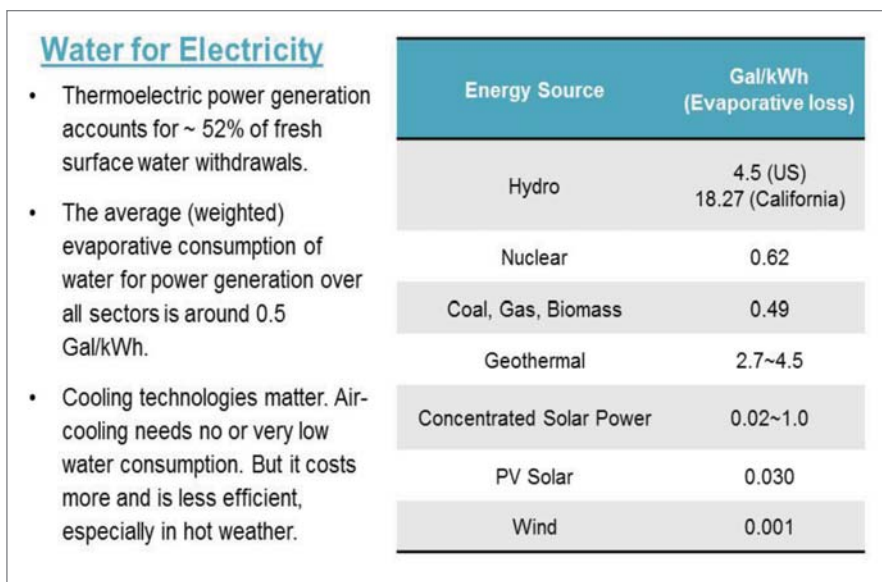 Water for Electricity
• Thermoelectric power generation
accounts for ~ 52% of fresh
surface water withdrawals.
• The average (weighted)
evaporative consumption of
water for power generation over
all sectors is around 0.5
Gal/kWh.
• Cooling technologies matter. Air-
cooling needs no or very low
water consumption. But it costs
more and is less efficient,
especially in hot weather.
Energy Source Gal/kWh
(Evaporative loss)
Hydro 4.5 (US)
18.27 (California)
Nuclear 0.62
Coal, Gas, Biomass 0.49
Geothermal 2.7~4.5
Concentrated Solar Power 0.02~1.0
PV Solar 0.030
Wind 0.001